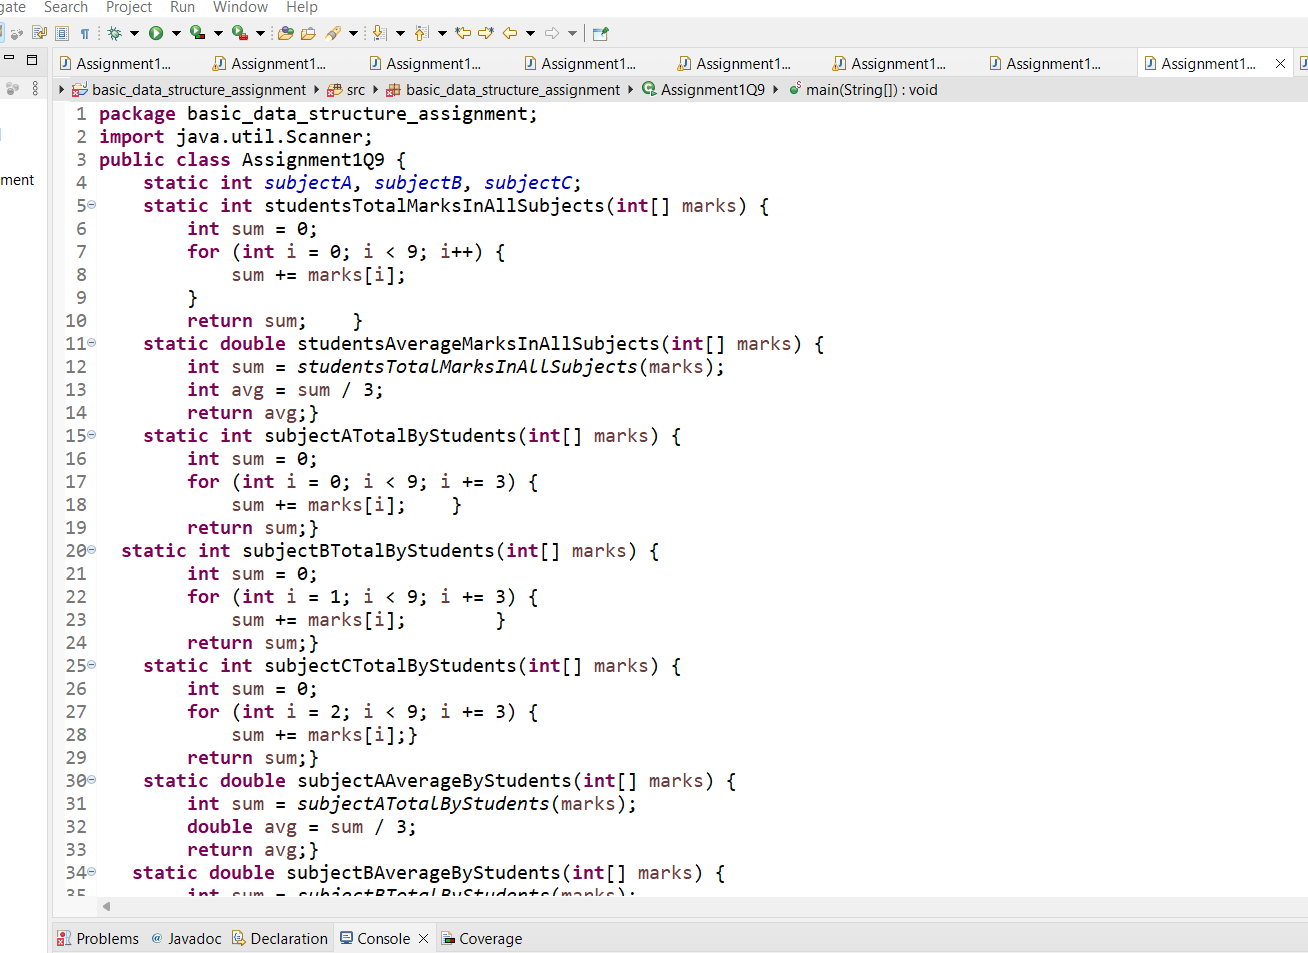 gate Search Project Run Window Help
Assignment1... Assignment1... Assignment1... Assignment1... Assignment1... Assignment1... Assignment1... Assignment1...
basic_data_structure_assignment src basic_data_structure_assignment Assignment1Q9 main(String[]) : void
ment
1 package basic_data_structure_assignment;
2 import java.util.Scanner;
3 public class Assignment1Q9 {
4 static int subjectA, subjectB, subjectC;
5 static int studentsTotalMarksInAllSubjects(int[] marks) {
6 int sum = 0;
7 for (int i = 0; i < 9; i++) {
8 sum += marks[i];
9 }
10 return sum; }
11 static double studentsAverageMarksInAllSubjects(int[] marks) {
12 int sum = studentsTotalMarksInAllSubjects(marks);
13 int avg = sum / 3;
14 return avg;}
15 static int subjectATotalByStudents(int[] marks) {
16 int sum = 0;
17 for (int i = 0; i < 9; i += 3) {
18 sum += marks[i]; }
19 return sum;}
20 static int subjectBTotalByStudents(int[] marks) {
21 int sum = 0;
22 for (int i = 1; i < 9; i += 3) {
23 sum += marks[i]; }
24 return sum;}
25 static int subjectCTotalByStudents(int[] marks) {
26 int sum = 0;
27 for (int i = 2; i < 9; i += 3) {
28 sum += marks[i];}
29 return sum;}
30 static double subjectAAverageByStudents(int[] marks) {
31 int sum = subjectATotalByStudents(marks);
32 double avg = sum / 3;
33 return avg;}
34 static double subjectBAverageByStudents(int[] marks) {
35 int sum = subjectBTotalByStudents(marks);
Problems Javadoc Declaration Console Coverage